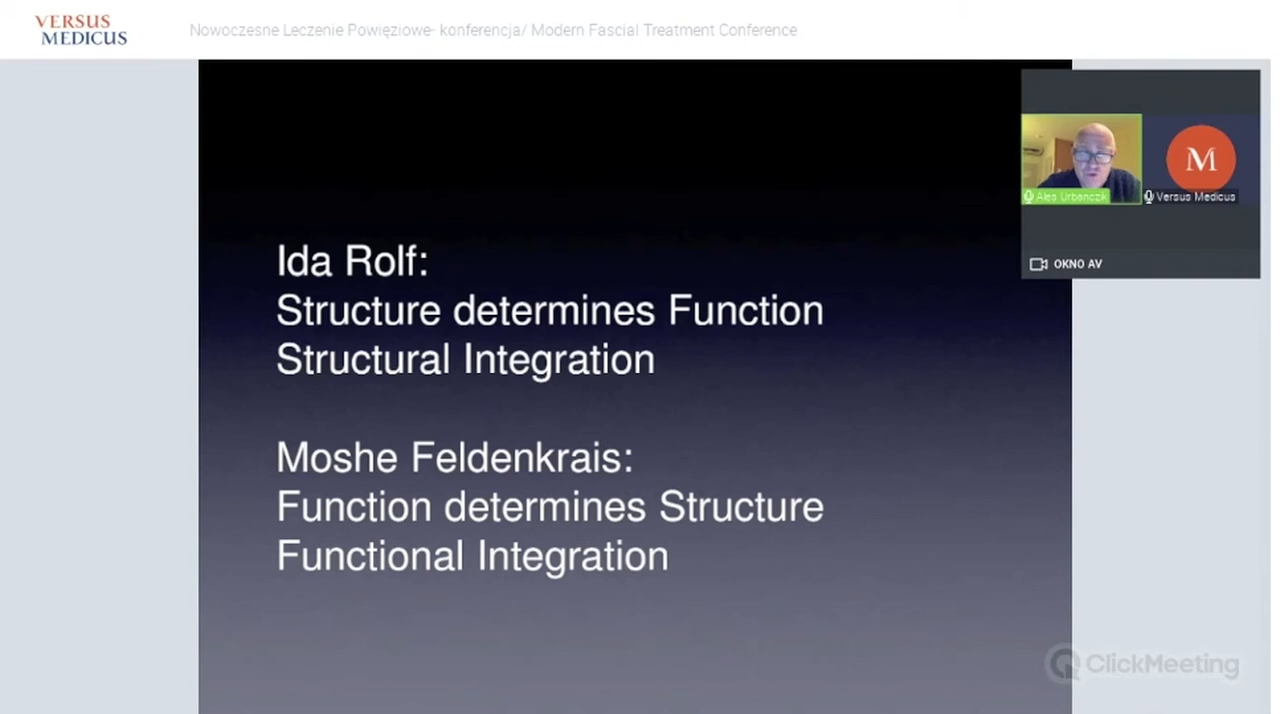 VERSUS
MEDICUS
Nowoczesne Leczenie Powięziowe- konferencja/ Modern Fascial Treatment Conference
Ida Rolf:
Structure determines Function
Structural Integration
Moshe Feldenkrais:
Function determines Structure
Functional Integration
M
Ales Urbanczik
Versus Medicus
OKNO AV
ClickMeeting